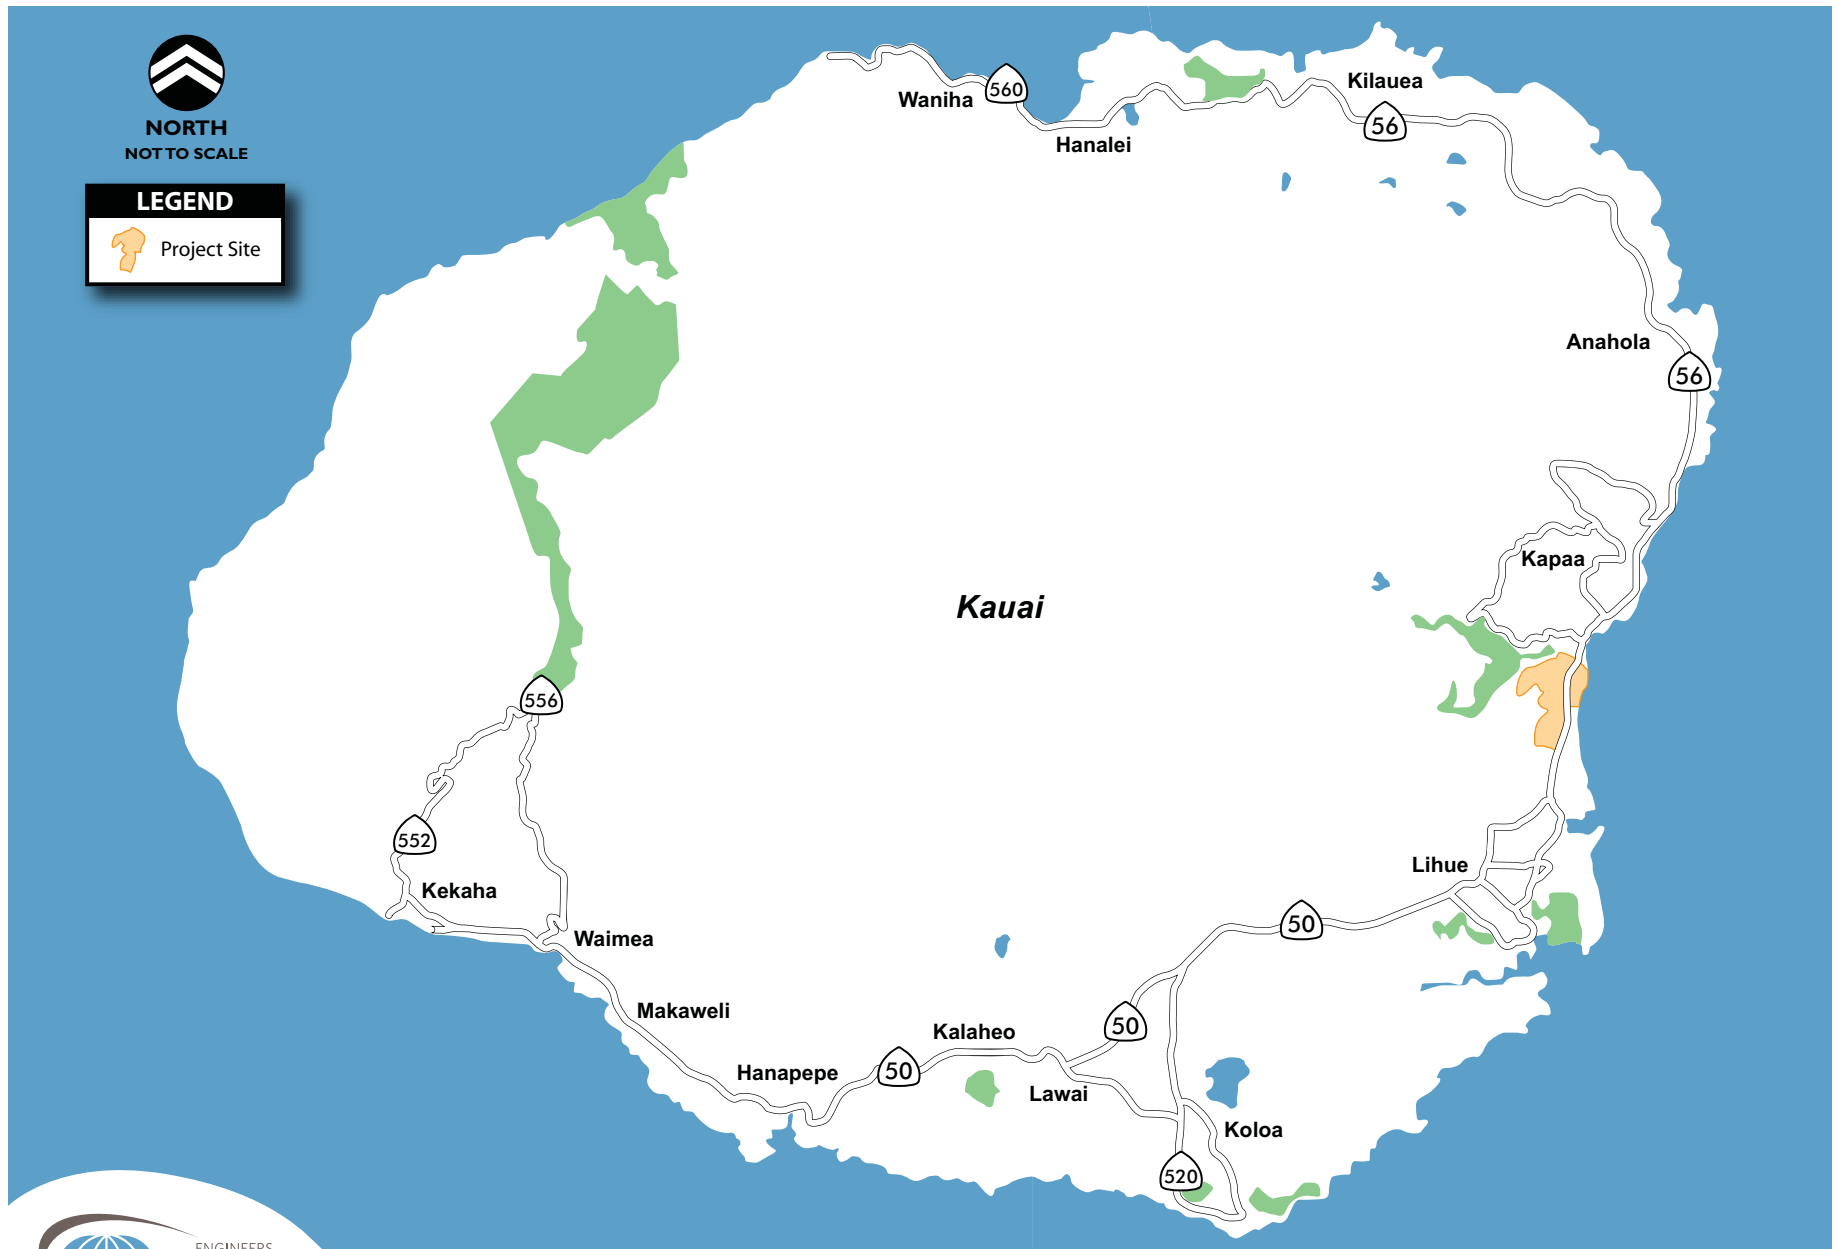 NORTH
NOT TO SCALE
LEGEND
Project Site
Waniha
560
Hanalei
Kilauea
56
Anahola
56
Kapaa
Kauai
556
552
Kekaha
Waimea
Makaweli
Hanapepe
50
Kalaheo
Lawai
50
50
Lihue
Koloa
520
ENGINEERS